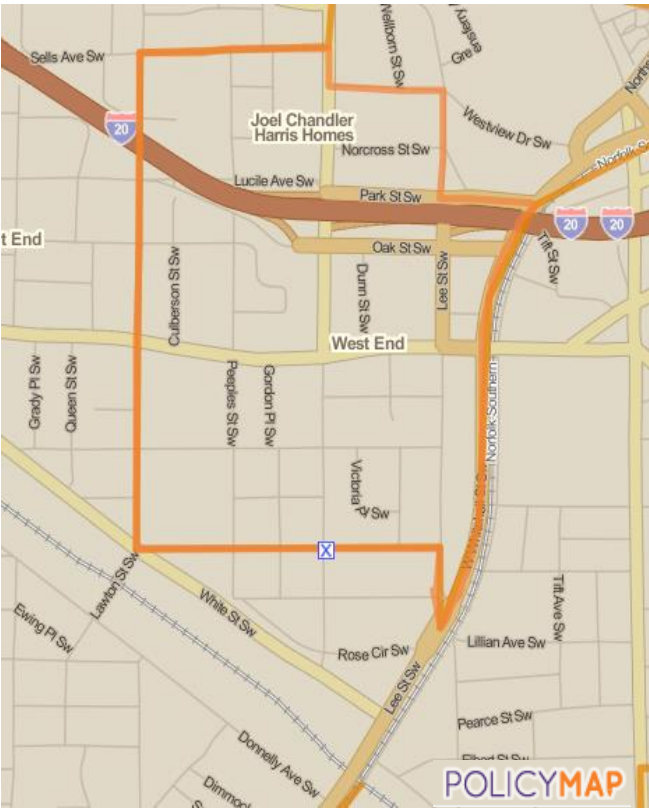 Sells Ave Sw
Nellborn St Sw
Westview Dr Sw
20
Joel Chandler
Harris Homes
Norcross St Sw
Lucile Ave Sw
Park St Sw
20
20
t End
Oak St Sw
Tift St Sw
Culberson St Sw
Dunn St Sw
Lee St Sw
West End
Grady Pl Sw
Queen St Sw
Peeples St Sw
Gordon Pl Sw
Norfolk-Southern
Victoria Pl Sw
X
Lawton St Sw
White St Sw
Tift Ave Sw
Ewing Pl Sw
Rose Cir Sw
Lillian Ave Sw
Lee St Sw
Pearce St Sw
Donnelly Ave Sw
POLICYMAP